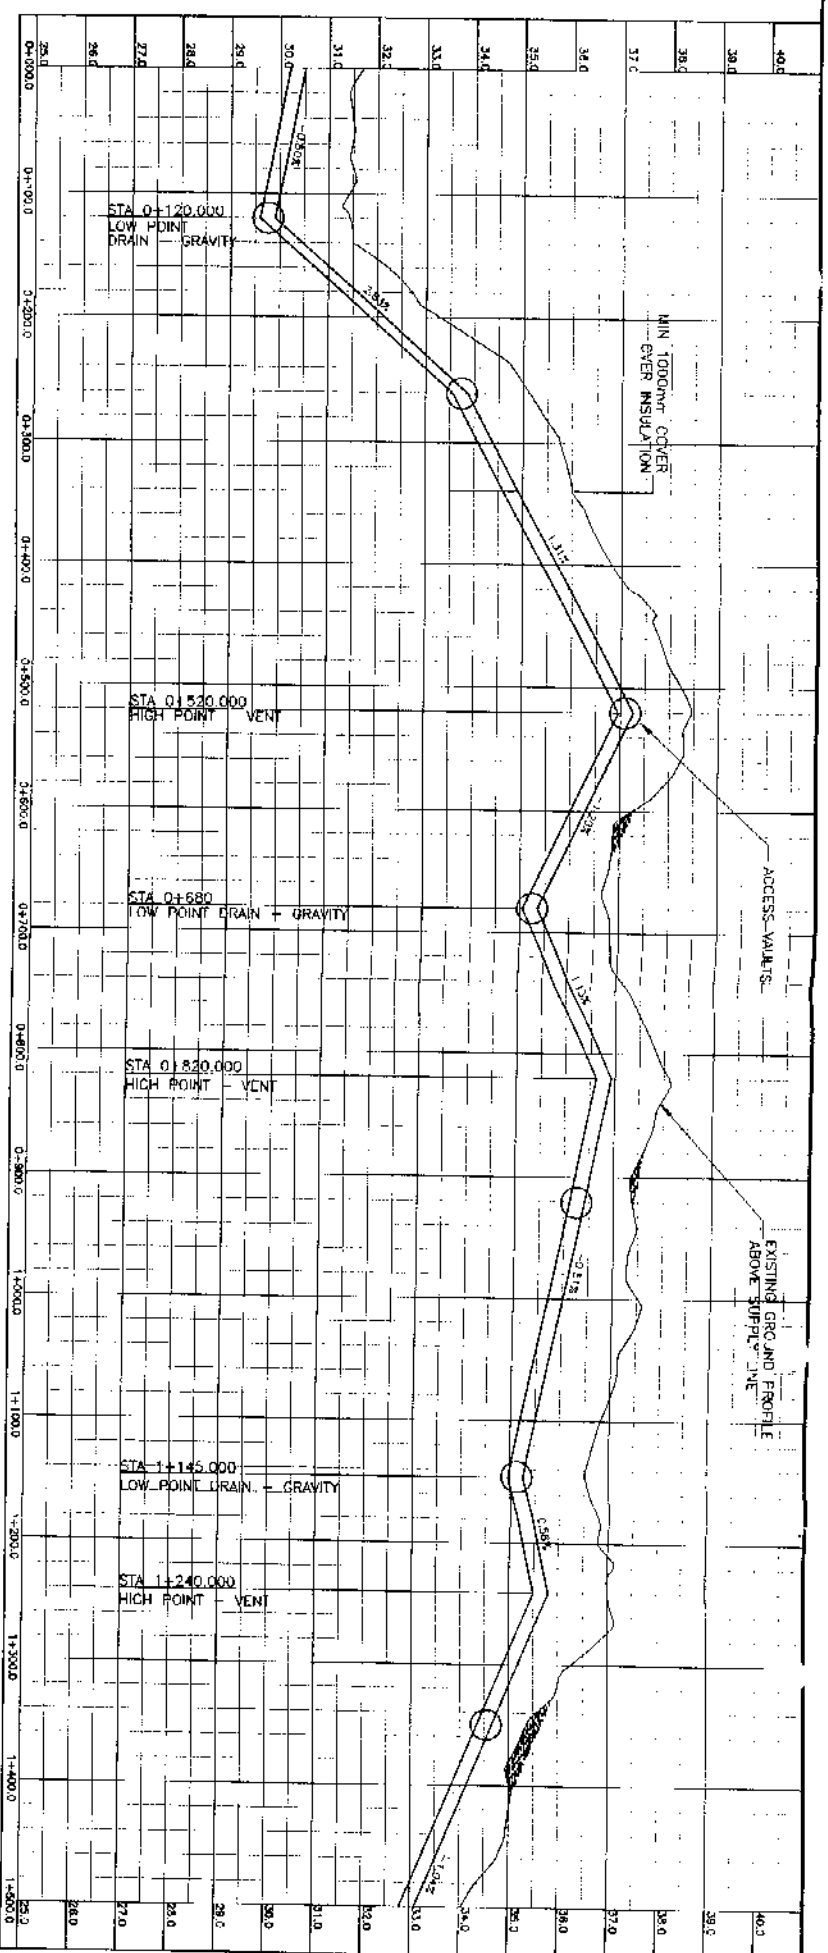 25.0
26.0
27.0
28.0
29.0
30.0
31.0
32.0
33.0
34.0
35.0
36.0
37.0
38.0
39.0
40.0
0+000.0
0+200.0
0+300.0
0+400.0
0+500.0
0+600.0
0+700.0
0+800.0
0+900.0
1+000.0
1+100.0
1+200.0
1+300.0
1+400.0
STA 0+120.000
LOW POINT
DRAIN - GRAVITY
STA 0+520.000
HIGH POINT - VENT
STA 0+680
LOW POINT DRAIN - GRAVITY
STA 0+820.000
HIGH POINT - VENT
STA 1+145.000
LOW POINT DRAIN - GRAVITY
STA 1+240.000
HIGH POINT - VENT
MIN 1000mm COVER
OVER INSULATION
ACCESS VAULTS
EXISTING GROUND PROFILE
ABOVE SUPPLY LINE
1.31%
1.13%
0.58%
25.0
26.0
27.0
28.0
29.0
30.0
31.0
32.0
33.0
34.0
35.0
36.0
37.0
38.0
39.0
40.0